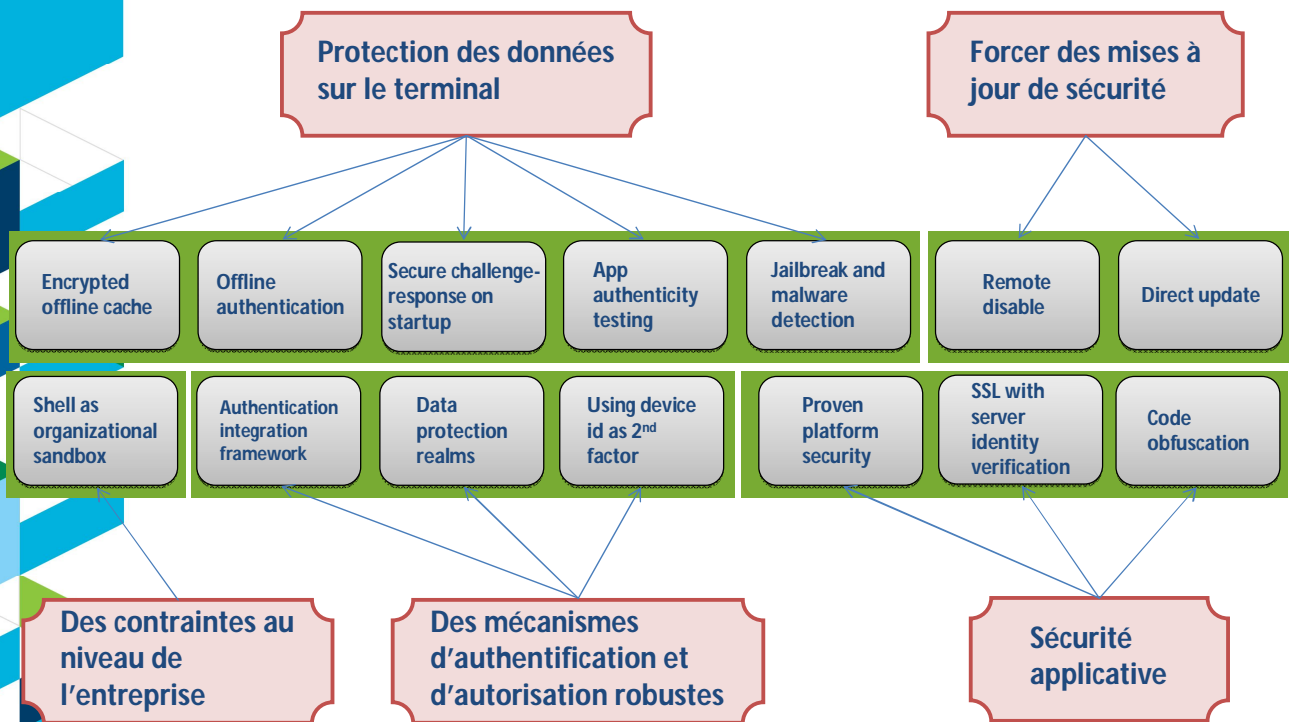 Protection des données
sur le terminal
Forcer des mises à
jour de sécurité
Encrypted
offline cache
Offline
authentication
Secure challenge-
response on
startup
App
authenticity
testing
Jailbreak and
malware
detection
Remote
disable
Direct update
Shell as
organizational
sandbox
Authentication
integration
framework
Data
protection
realms
Using device
id as 2nd
factor
Proven
platform
security
SSL with
server
identity
verification
Code
obfuscation
Des contraintes au
niveau de
l’entreprise
Des mécanismes
d’authentification et
d’autorisation robustes
Sécurité
applicative